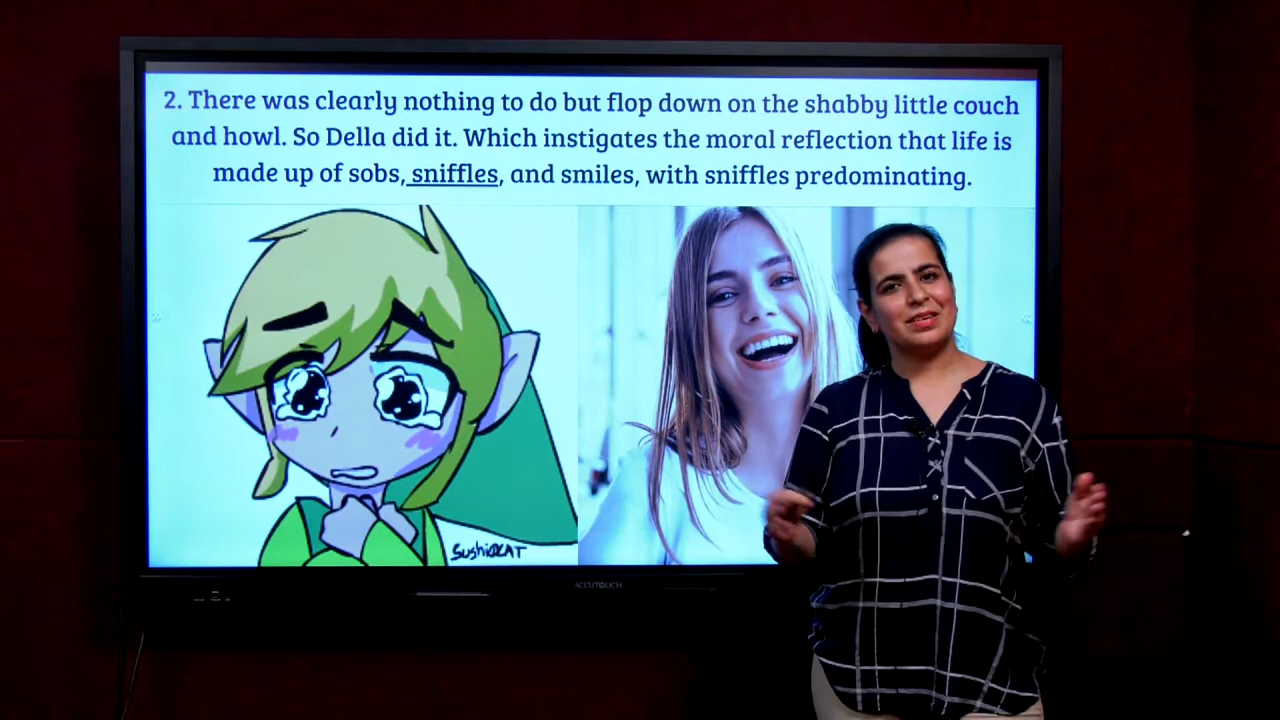 2. There was clearly nothing to do but flop down on the shabby little couch
and howl. So Della did it. Which instigates the moral reflection that life is
made up of sobs, sniffles, and smiles, with sniffles predominating.
ACCUTOUCH